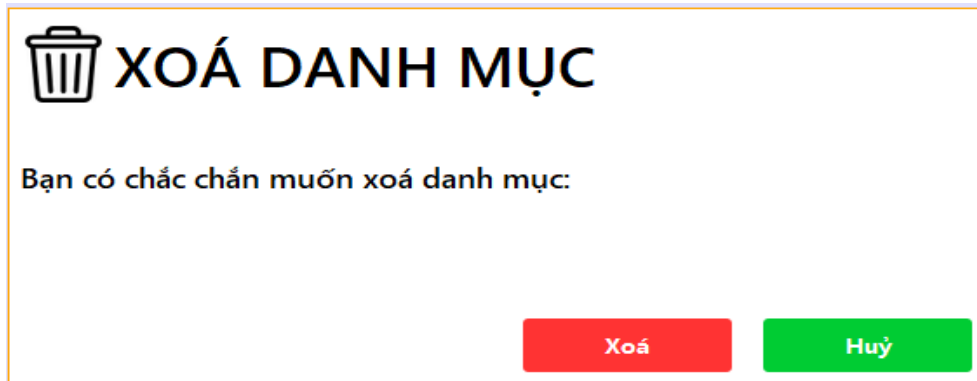 XOÁ DANH MỤC
Bạn có chắc chắn muốn xoá danh mục:
Xoá
Huỷ